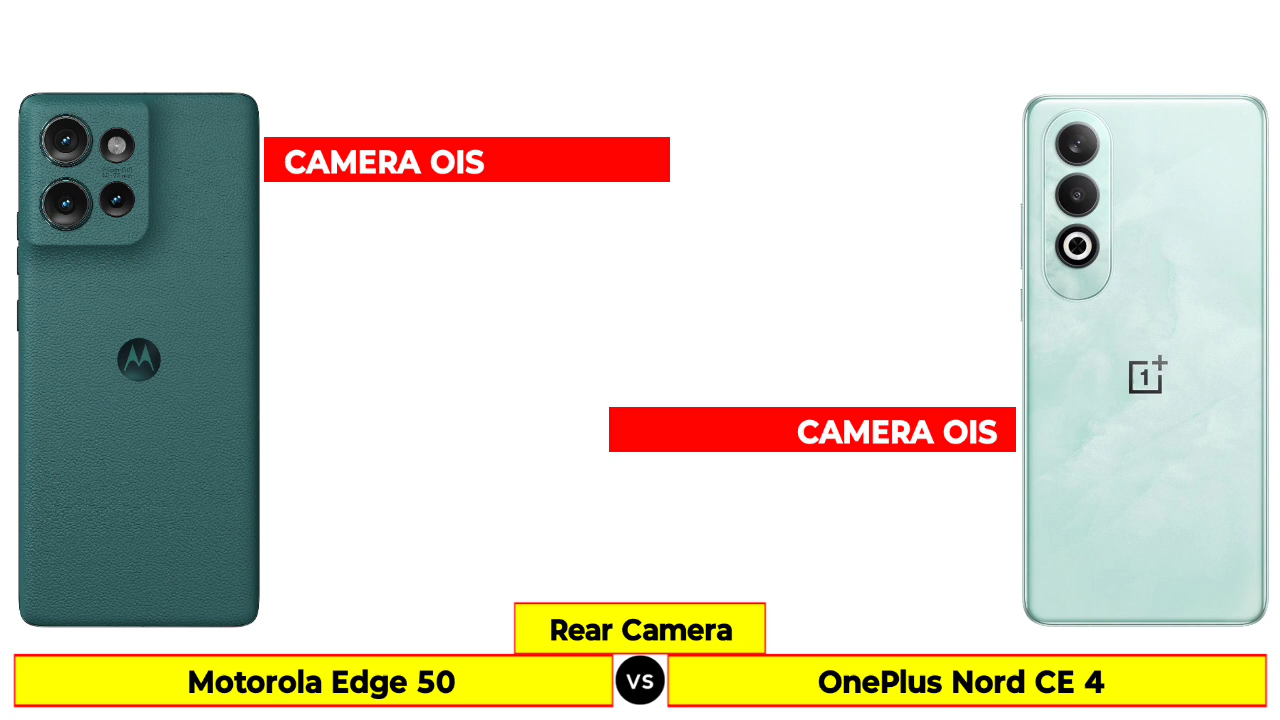 CAMERA OIS
CAMERA OIS
Rear Camera
Motorola Edge 50
VS
OnePlus Nord CE 4